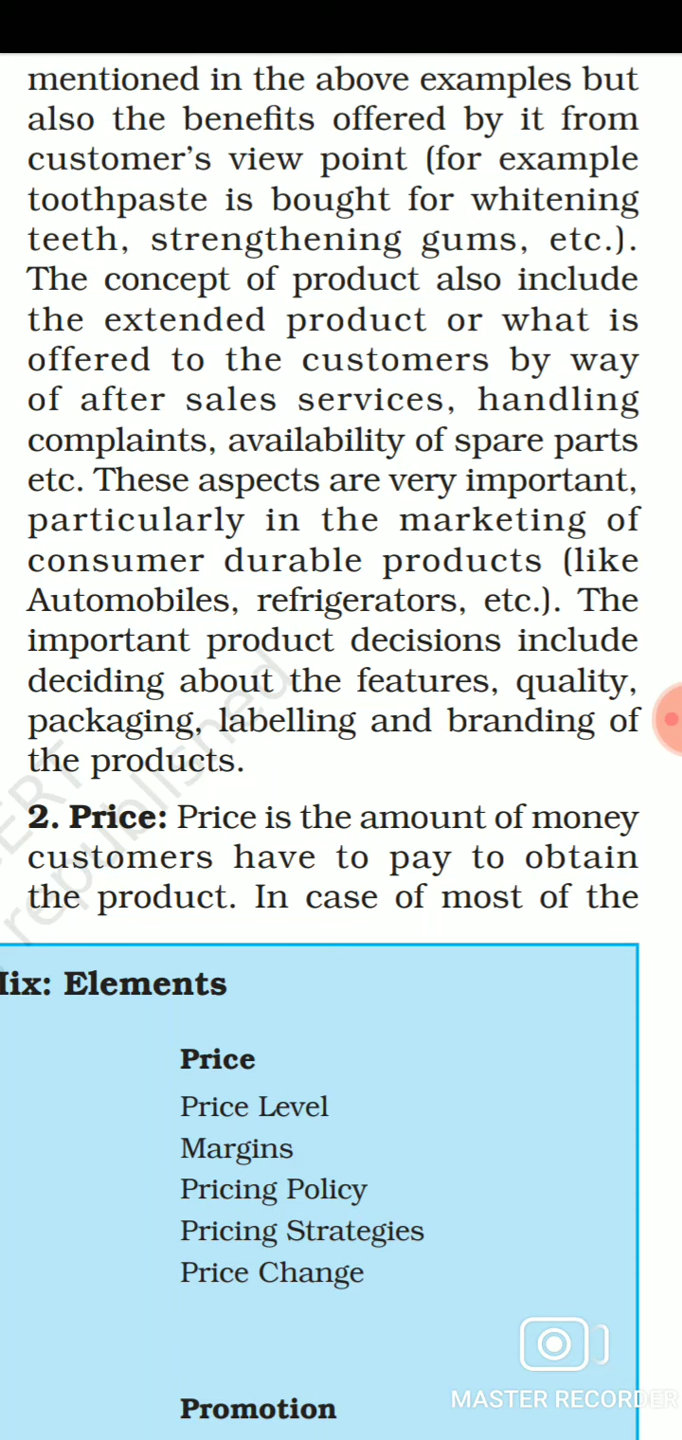 mentioned in the above examples but
also the benefits offered by it from
customer's view point (for example
toothpaste is bought for whitening
teeth, strengthening gums, etc.).
The concept of product also include
the extended product or what is
offered to the customers by way
of after sales services, handling
complaints, availability of spare parts
etc. These aspects are very important,
particularly in the marketing of
consumer durable products (like
Automobiles, refrigerators, etc.). The
important product decisions include
deciding about the features, quality,
packaging, labelling and branding of
the products.
2. Price: Price is the amount of money
customers have to pay to obtain
the product. In case of most of the
Elements
Price
Price Level
Margins
Pricing Policy
Pricing Strategies
Price Change
Promotion
MASTER RECORDER
republished